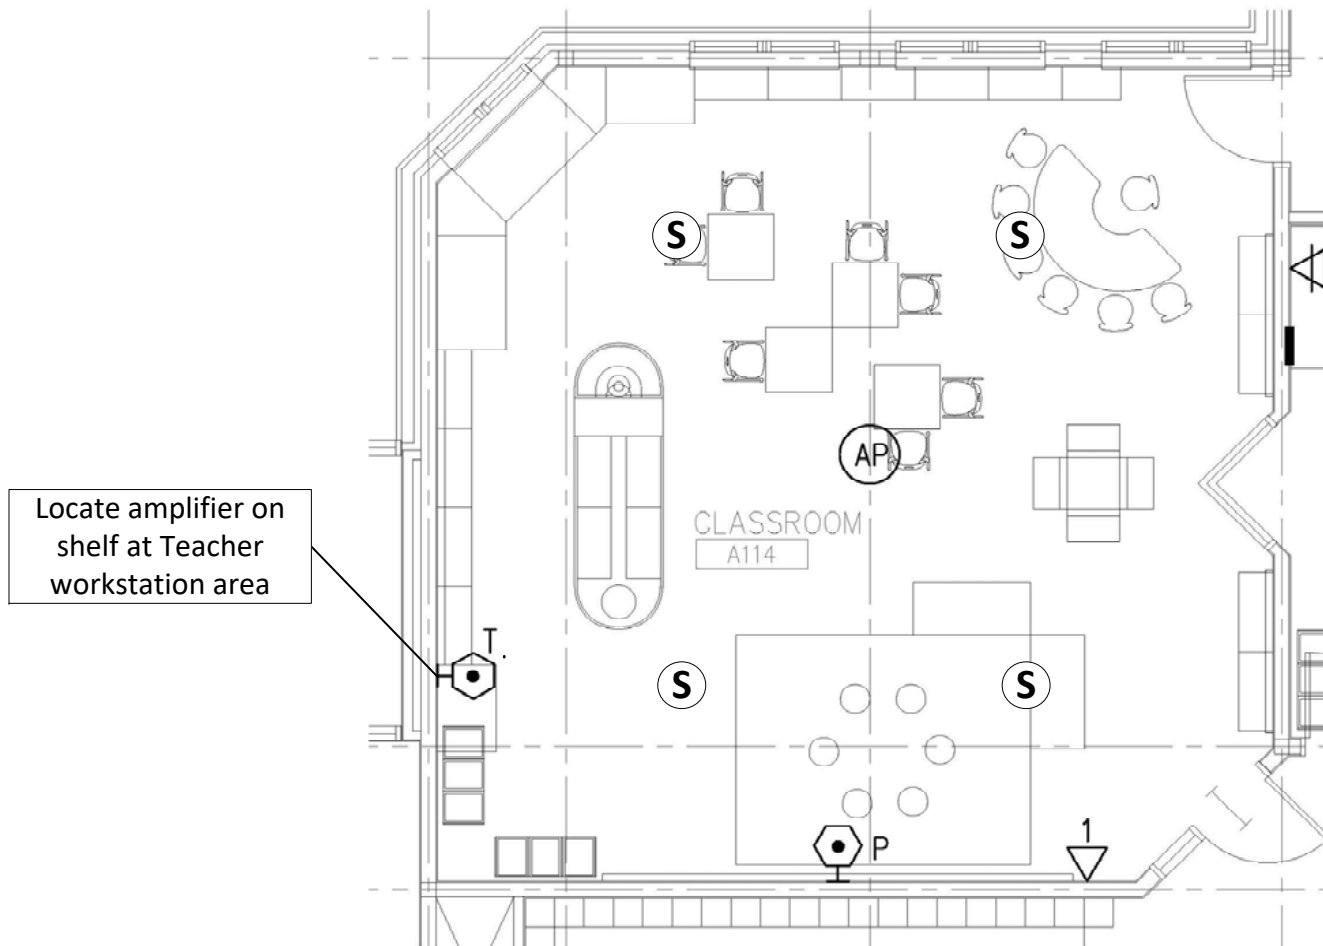 S
S
AP
CLASSROOM
A114
Locate amplifier on
shelf at Teacher
workstation area
T.
S
S
1
P